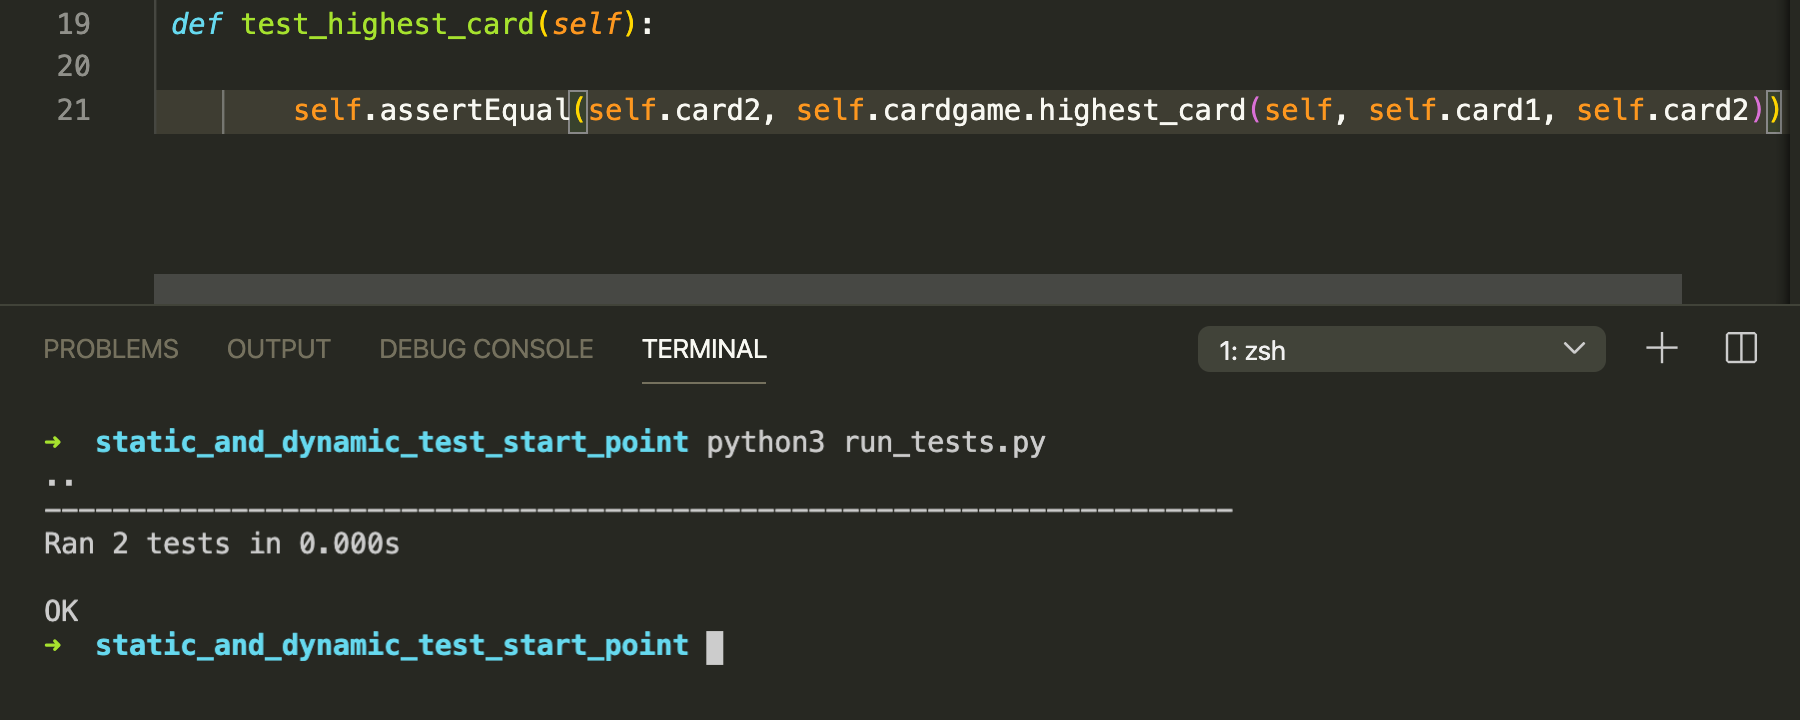 19 def test_highest_card(self):
20
21 self.assertEqual(self.card2, self.cardgame.highest_card(self, self.card1, self.card2))
PROBLEMS OUTPUT DEBUG CONSOLE TERMINAL 1: zsh
➜ static_and_dynamic_test_start_point python3 run_tests.py
..
----------------------------------------------------------------------
Ran 2 tests in 0.000s
OK
➜ static_and_dynamic_test_start_point